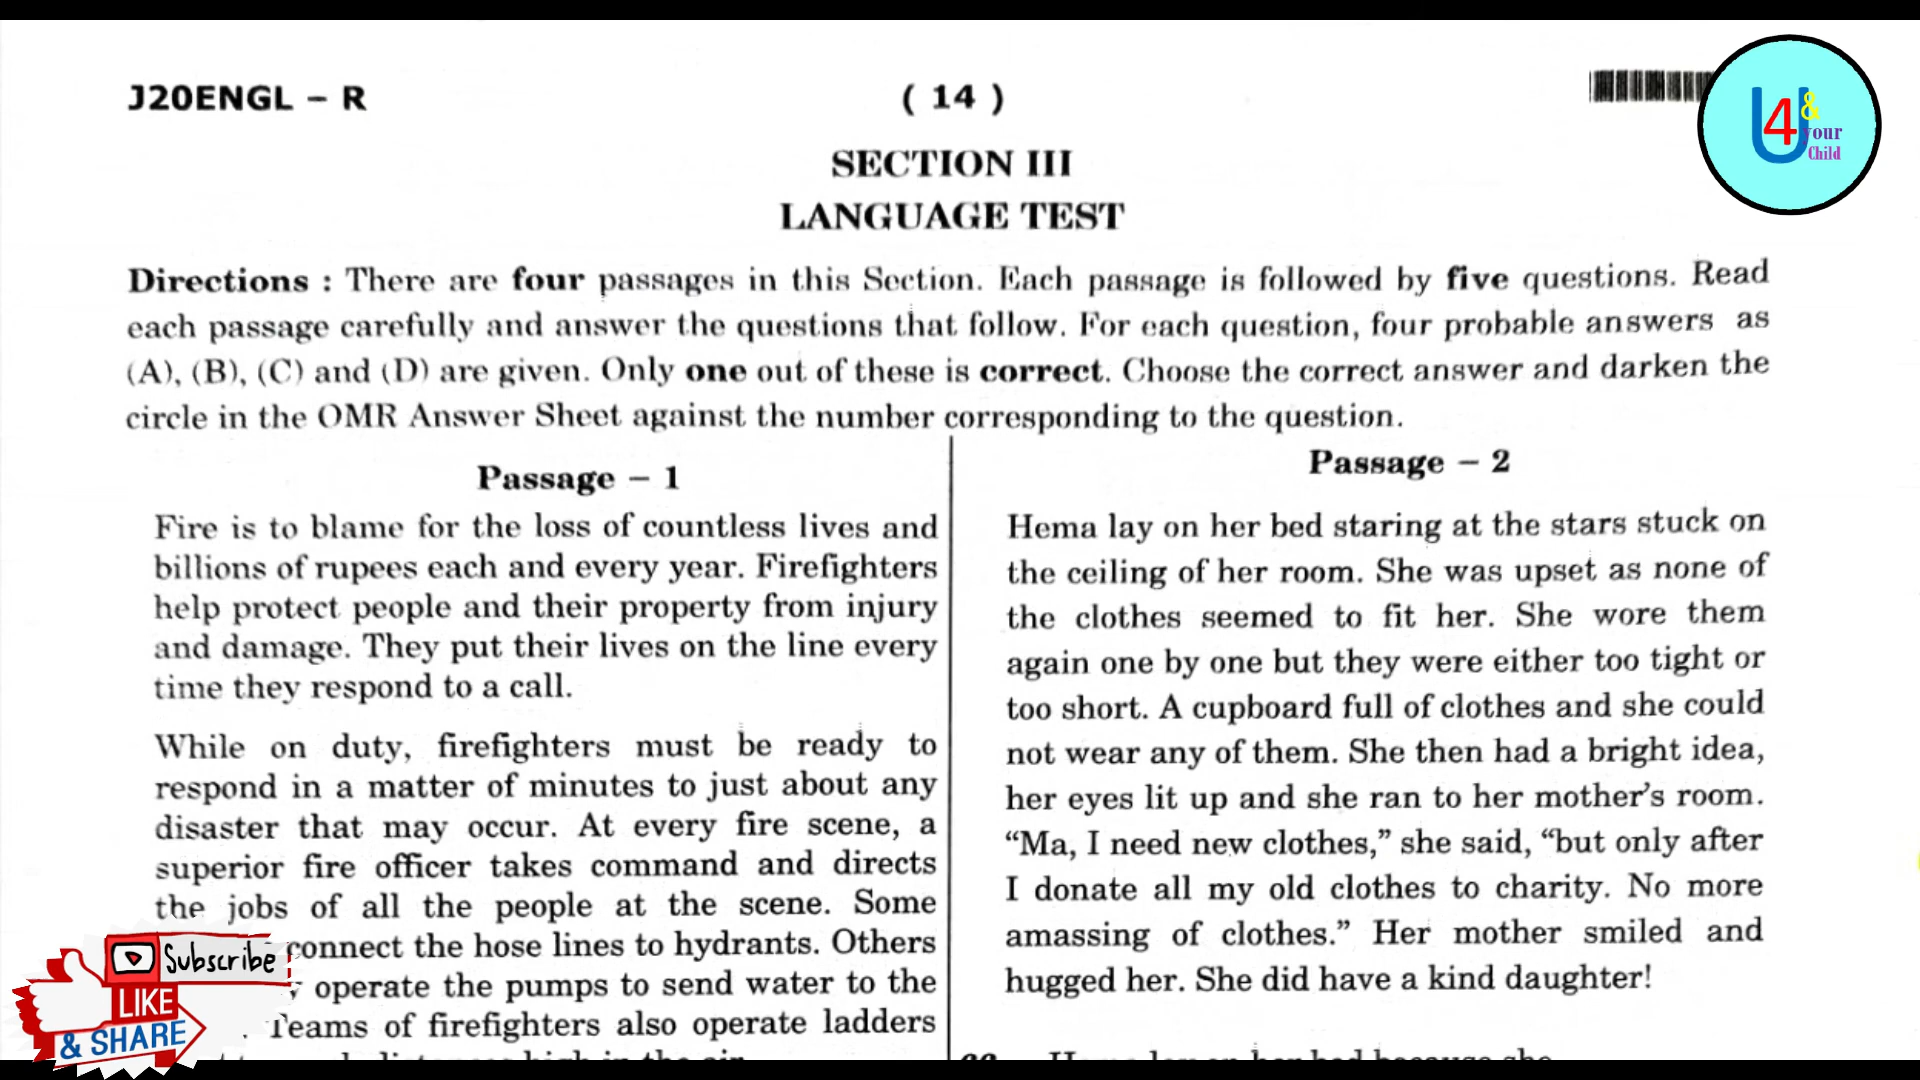 J20ENGL – R
( 14 )
U 4 & your Child
SECTION III
LANGUAGE TEST
Directions : There are four passages in this Section. Each passage is followed by five questions. Read
each passage carefully and answer the questions that follow. For each question, four probable answers as
(A), (B), (C) and (D) are given. Only one out of these is correct. Choose the correct answer and darken the
circle in the OMR Answer Sheet against the number corresponding to the question.
Passage – 1
Fire is to blame for the loss of countless lives and
billions of rupees each and every year. Firefighters
help protect people and their property from injury
and damage. They put their lives on the line every
time they respond to a call.
While on duty, firefighters must be ready to
respond in a matter of minutes to just about any
disaster that may occur. At every fire scene, a
superior fire officer takes command and directs
the jobs of all the people at the scene. Some
connect the hose lines to hydrants. Others
operate the pumps to send water to the
Teams of firefighters also operate ladders
high in the air
Passage – 2
Hema lay on her bed staring at the stars stuck on
the ceiling of her room. She was upset as none of
the clothes seemed to fit her. She wore them
again one by one but they were either too tight or
too short. A cupboard full of clothes and she could
not wear any of them. She then had a bright idea,
her eyes lit up and she ran to her mother's room.
“Ma, I need new clothes,” she said, “but only after
I donate all my old clothes to charity. No more
amassing of clothes.” Her mother smiled and
hugged her. She did have a kind daughter!
Hema lay on her bed because she
Subscribe
LIKE
& SHARE